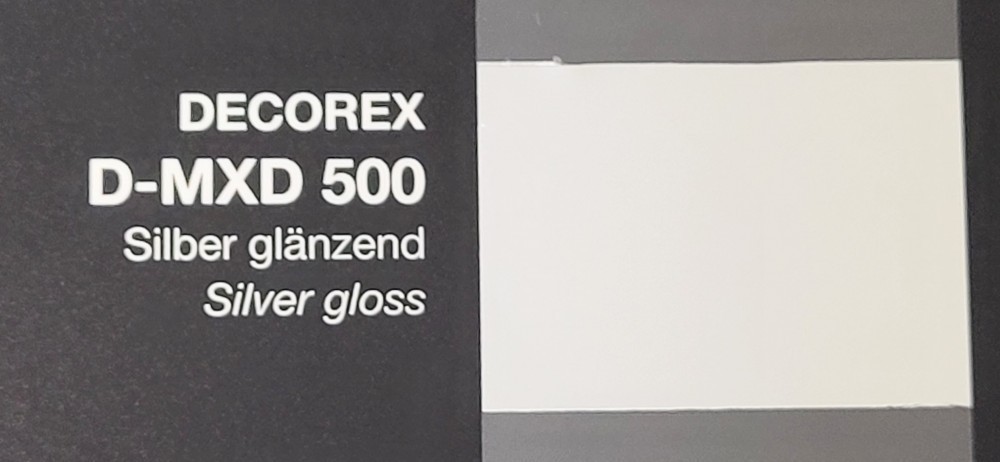 DECOREX
D-MXD 500
Silber glänzend
Silver gloss